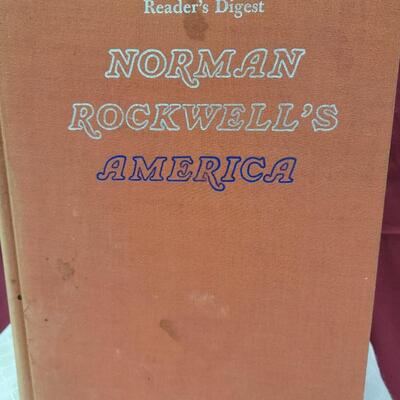 Reader's Digest
NORMAN
ROCKWELL'S
AMERICA